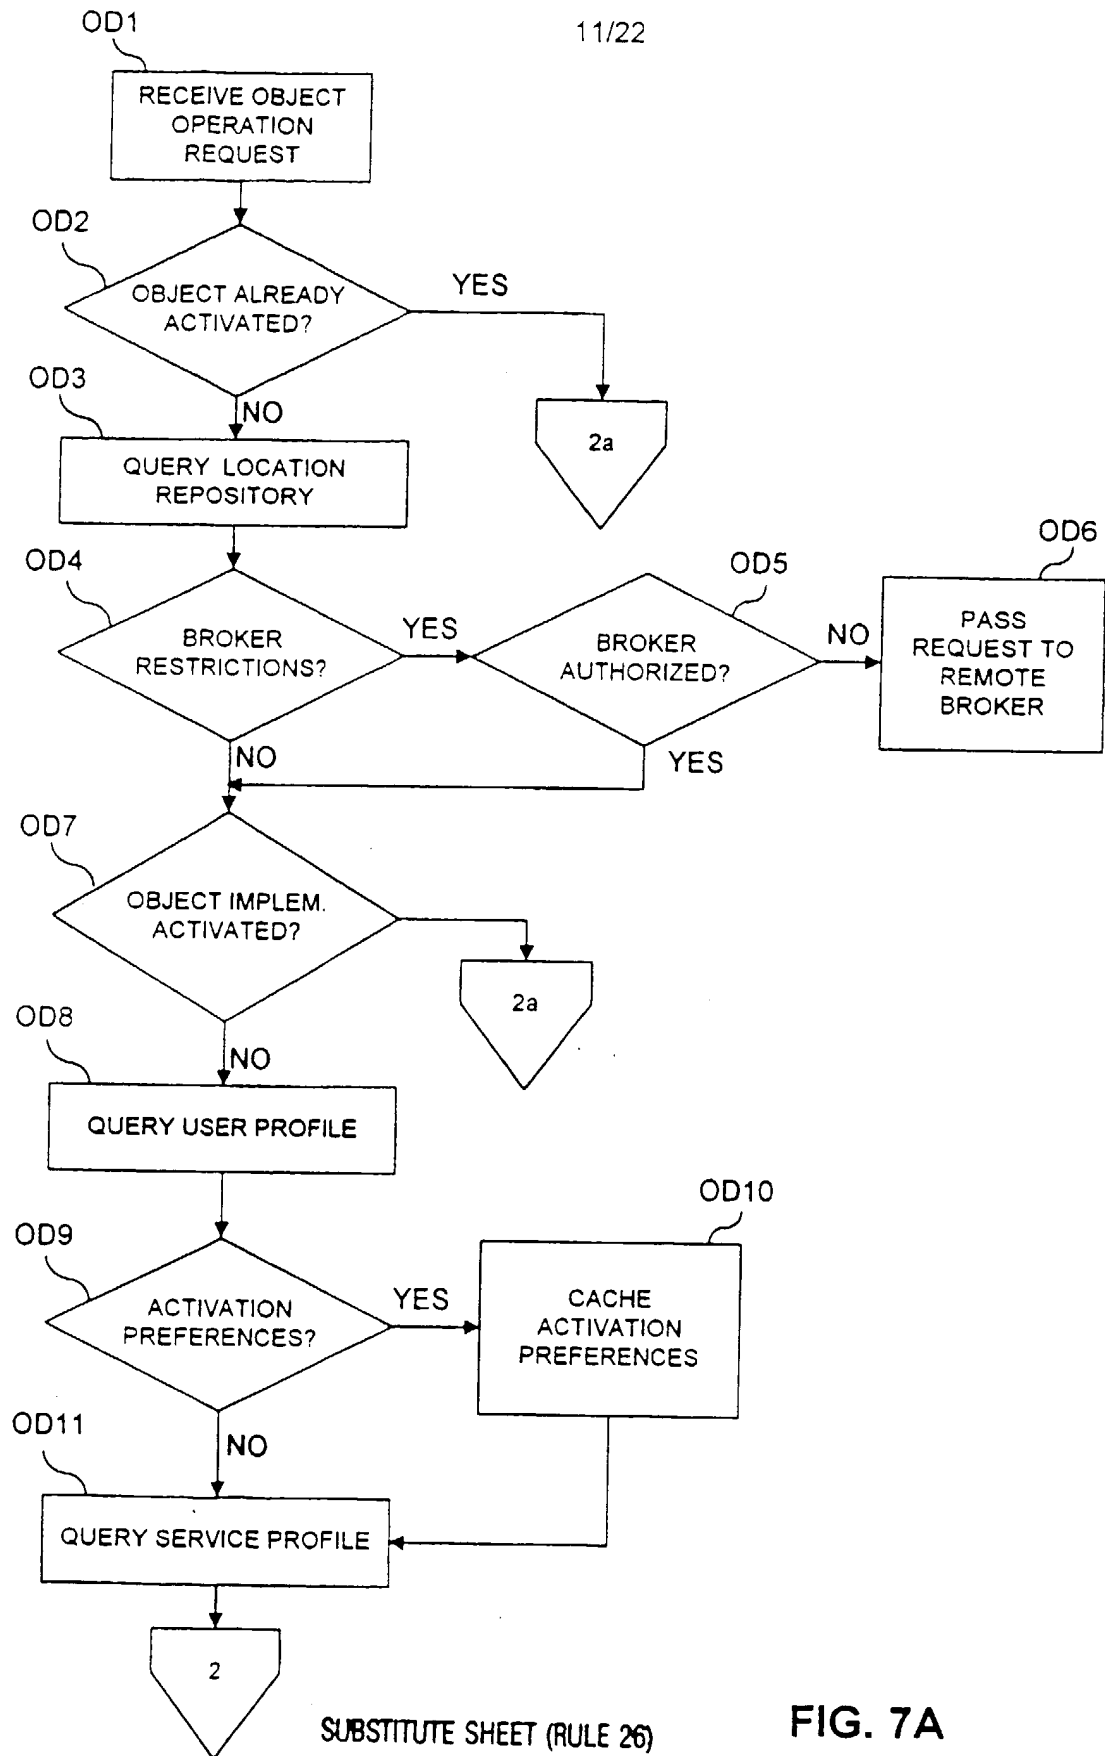 11/22
OD1
RECEIVE OBJECT
OPERATION
REQUEST
OD2
OBJECT ALREADY
ACTIVATED?
YES
2a
NO
OD3
QUERY LOCATION
REPOSITORY
OD4
BROKER
RESTRICTIONS?
YES
OD5
BROKER
AUTHORIZED?
NO
OD6
PASS
REQUEST TO
REMOTE
BROKER
NO
YES
OD7
OBJECT IMPLEM.
ACTIVATED?
2a
NO
OD8
QUERY USER PROFILE
OD9
ACTIVATION
PREFERENCES?
YES
OD10
CACHE
ACTIVATION
PREFERENCES
NO
OD11
QUERY SERVICE PROFILE
2
SUBSTITUTE SHEET (RULE 26)
FIG. 7A